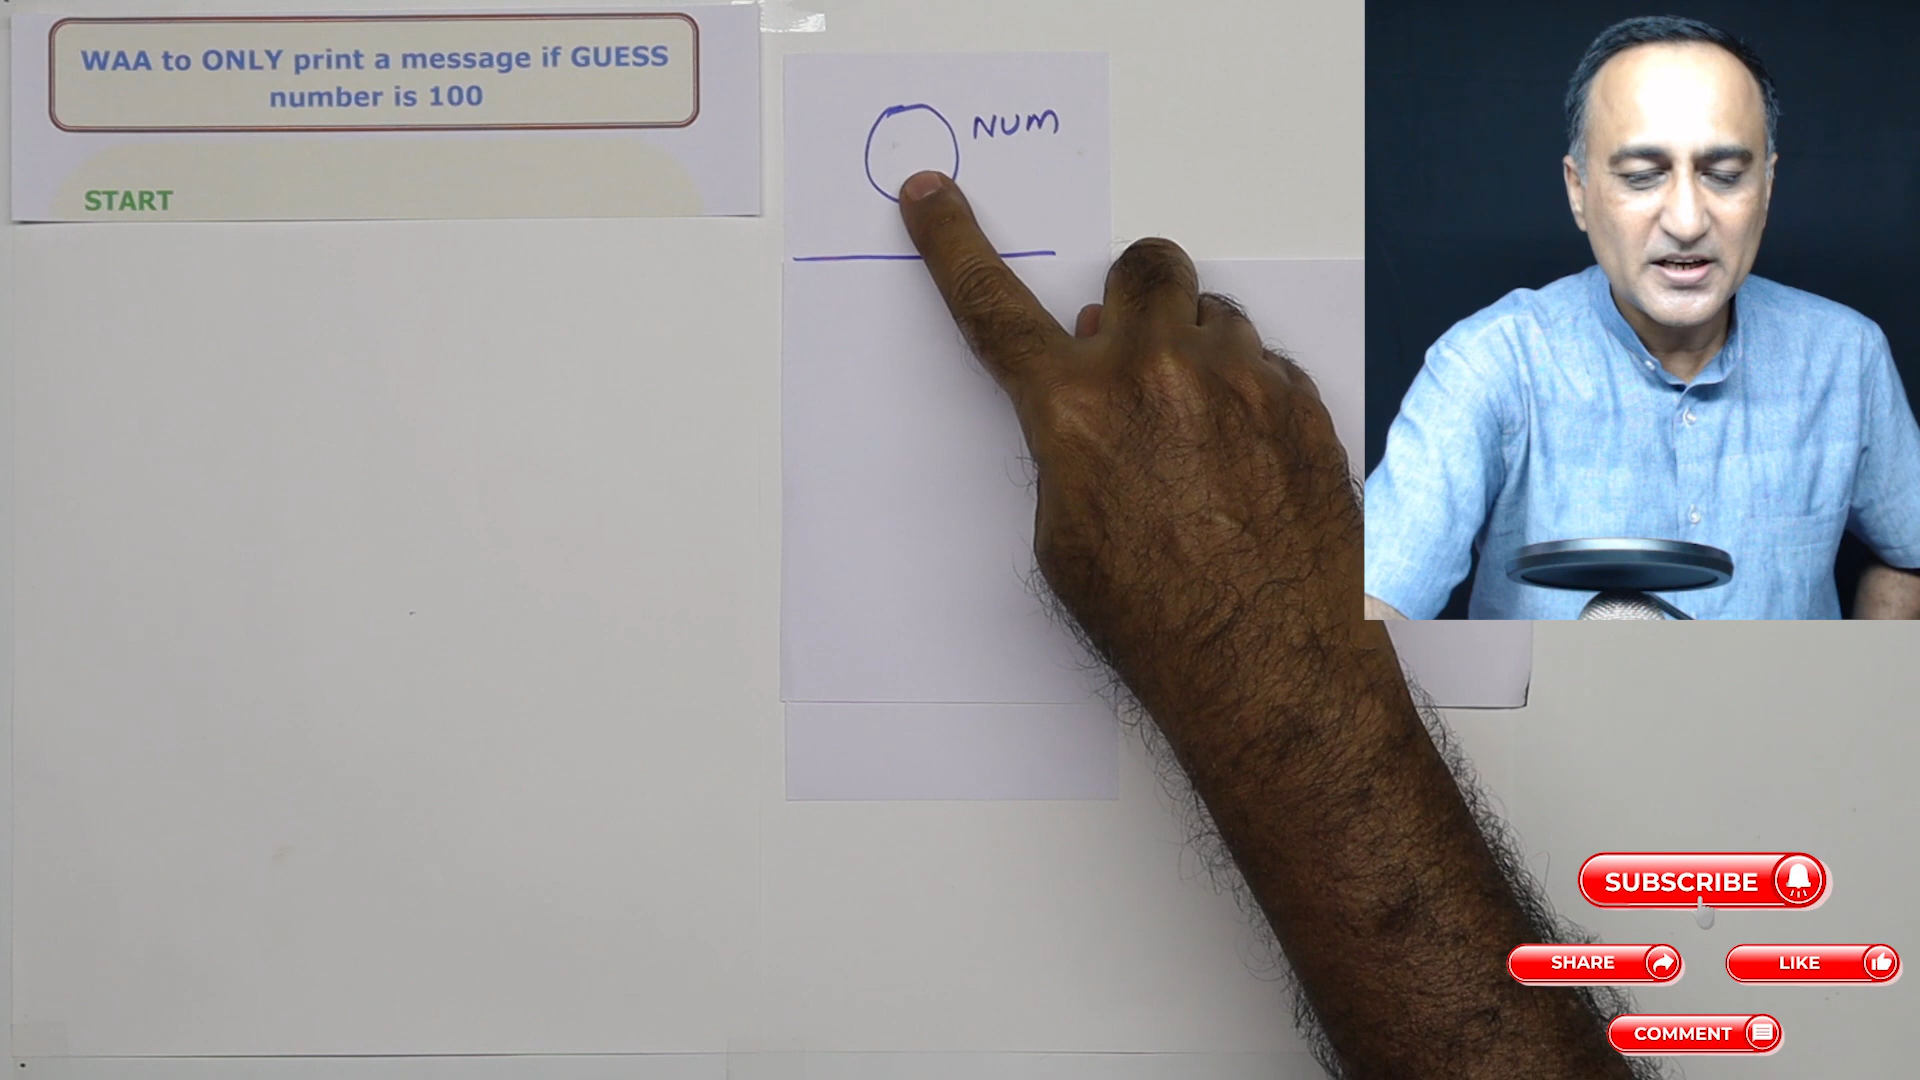 WAA to ONLY print a message if GUESS
number is 100
START
NUM
SUBSCRIBE
SHARE
LIKE
COMMENT